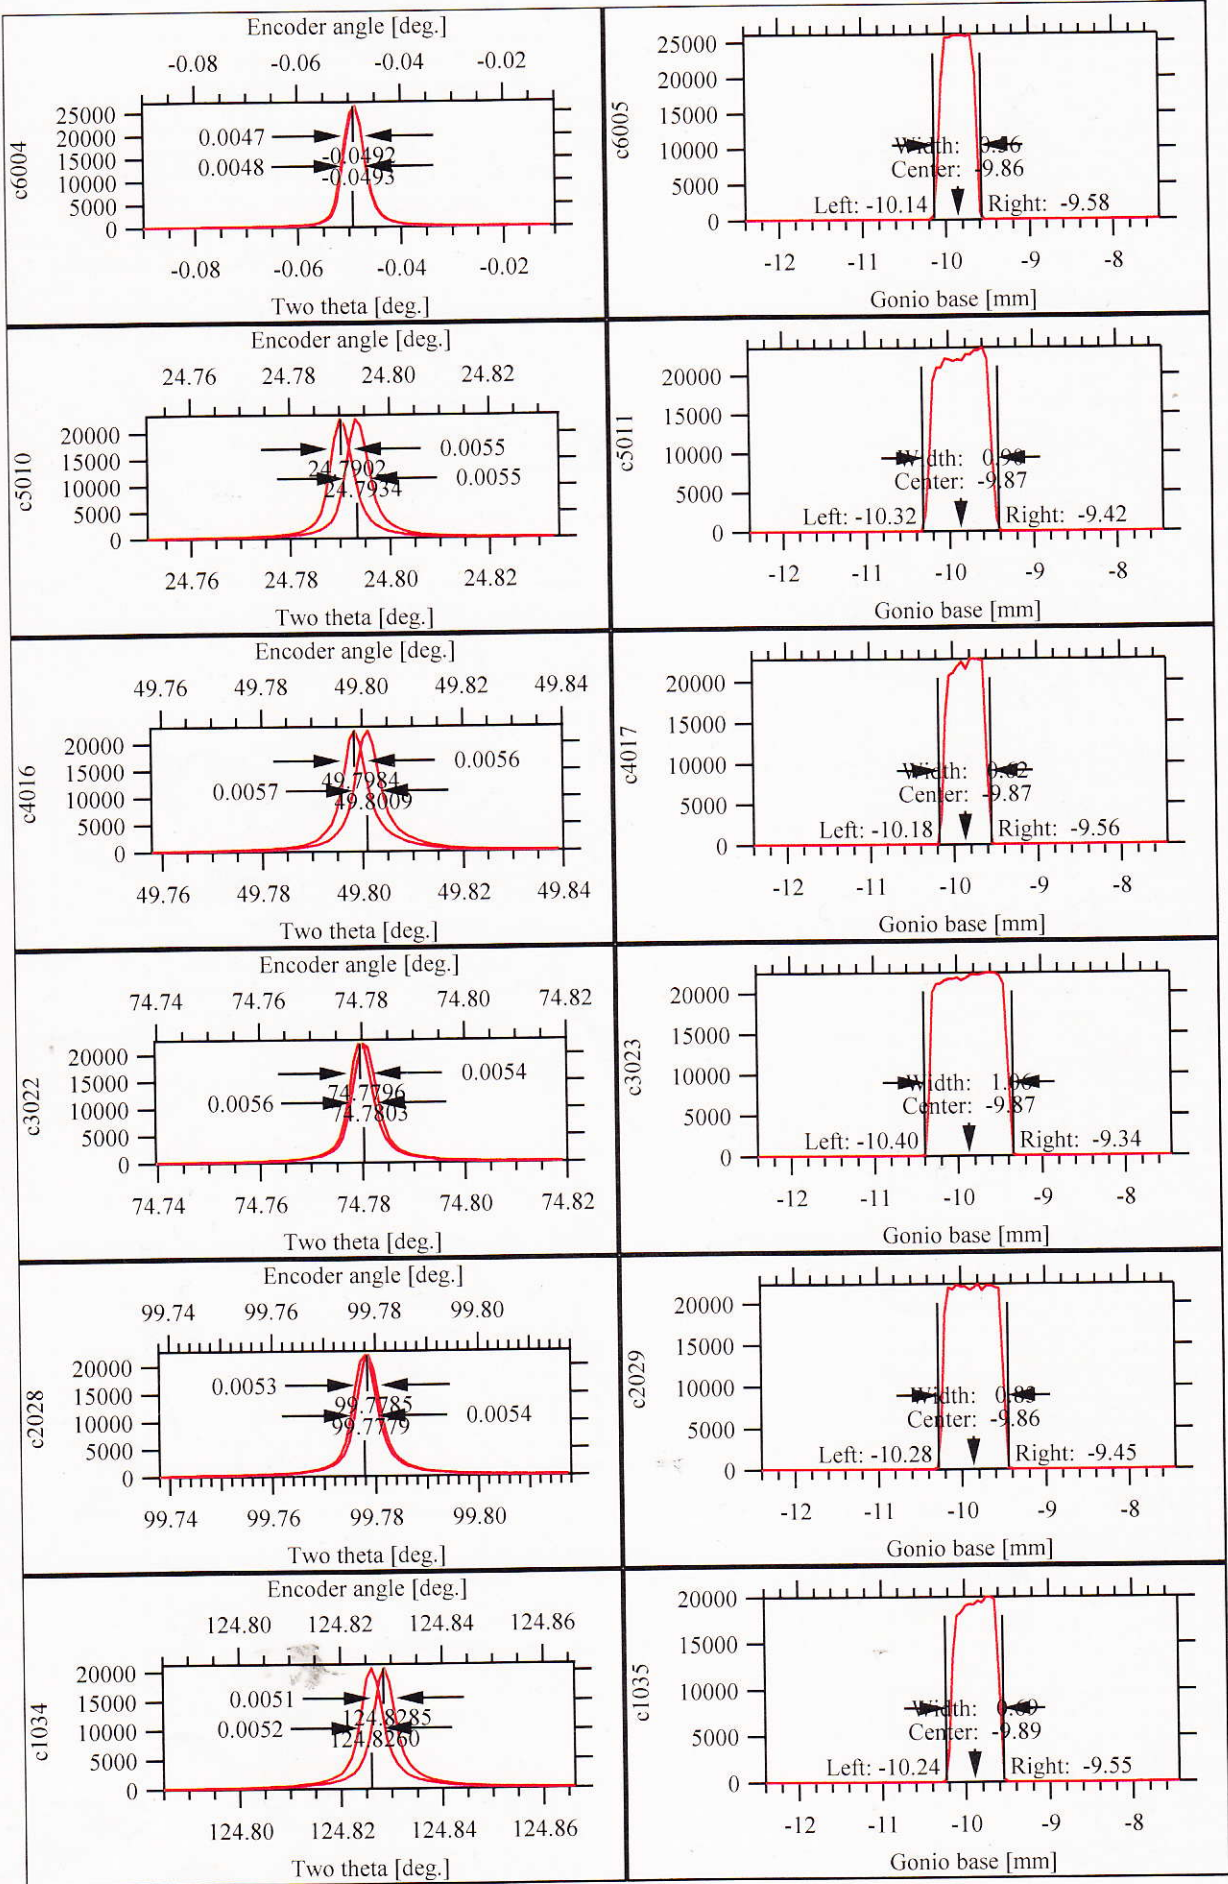 Encoder angle [deg.]
-0.08 -0.06 -0.04 -0.02
c6004
25000
20000
15000
10000
5000
0
0.0047
0.0048
-0.0492
-0.0493
-0.08 -0.06 -0.04 -0.02
Two theta [deg.]
c6005
25000
20000
15000
10000
5000
0
Width: 0.56
Center: -9.86
Left: -10.14 Right: -9.58
-12 -11 -10 -9 -8
Gonio base [mm]
Encoder angle [deg.]
24.76 24.78 24.80 24.82
c5010
20000
15000
10000
5000
0
0.0055
24.7902
0.0055
24.7934
24.76 24.78 24.80 24.82
Two theta [deg.]
c5011
20000
15000
10000
5000
0
Width: 0.90
Center: -9.87
Left: -10.32 Right: -9.42
-12 -11 -10 -9 -8
Gonio base [mm]
Encoder angle [deg.]
49.76 49.78 49.80 49.82 49.84
c4016
20000
15000
10000
5000
0
0.0056
49.7984
0.0057
49.8009
49.76 49.78 49.80 49.82 49.84
Two theta [deg.]
c4017
20000
15000
10000
5000
0
Width: 0.62
Center: -9.87
Left: -10.18 Right: -9.56
-12 -11 -10 -9 -8
Gonio base [mm]
Encoder angle [deg.]
74.74 74.76 74.78 74.80 74.82
c3022
20000
15000
10000
5000
0
0.0054
74.7796
0.0056
74.7803
74.74 74.76 74.78 74.80 74.82
Two theta [deg.]
c3023
20000
15000
10000
5000
0
Width: 1.06
Center: -9.87
Left: -10.40 Right: -9.34
-12 -11 -10 -9 -8
Gonio base [mm]
Encoder angle [deg.]
99.74 99.76 99.78 99.80
c2028
20000
15000
10000
5000
0
0.0053
99.7785
0.0054
99.7779
99.74 99.76 99.78 99.80
Two theta [deg.]
c2029
20000
15000
10000
5000
0
Width: 0.83
Center: -9.86
Left: -10.28 Right: -9.45
-12 -11 -10 -9 -8
Gonio base [mm]
Encoder angle [deg.]
124.80 124.82 124.84 124.86
c1034
20000
15000
10000
5000
0
0.0051
124.8285
0.0052
124.8260
124.80 124.82 124.84 124.86
Two theta [deg.]
c1035
20000
15000
10000
5000
0
Width: 0.69
Center: -9.89
Left: -10.24 Right: -9.55
-12 -11 -10 -9 -8
Gonio base [mm]